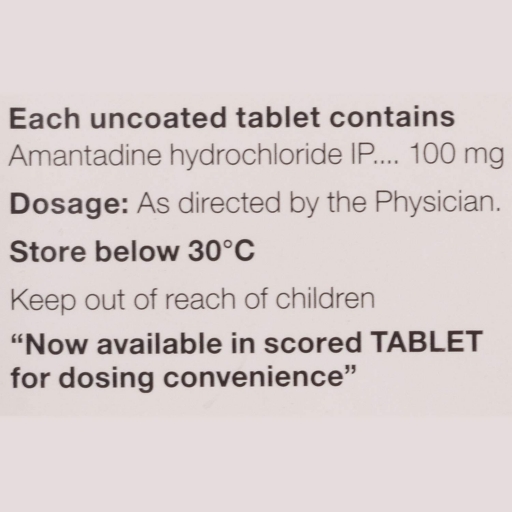 Each uncoated tablet contains
Amantadine hydrochloride IP.... 100 mg
Dosage: As directed by the Physician.
Store below 30°C
Keep out of reach of children
“Now available in scored TABLET
for dosing convenience”